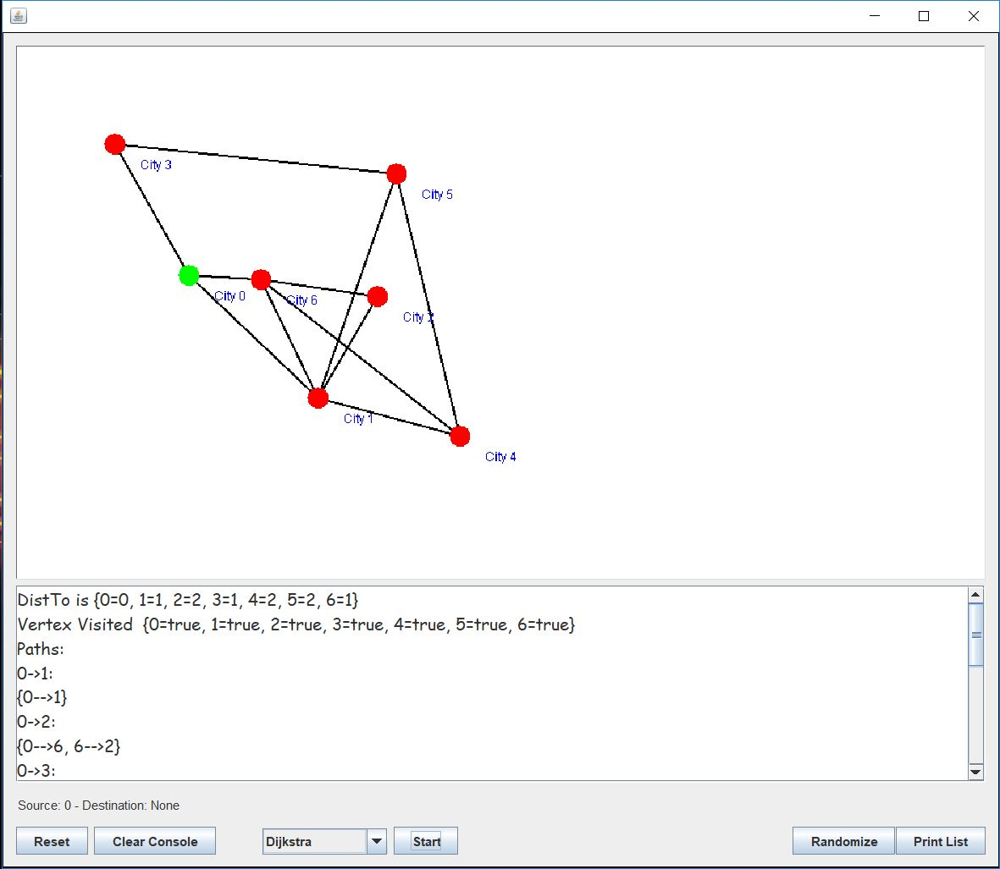 City 3
City 5
City 0
City 6
City 2
City 1
City 4
DistTo is {0=0, 1=1, 2=2, 3=1, 4=2, 5=2, 6=1}
Vertex Visited  {0=true, 1=true, 2=true, 3=true, 4=true, 5=true, 6=true}
Paths:
0->1:
{0-->1}
0->2:
{0-->6, 6-->2}
0->3:
Source: 0 - Destination: None
Reset
Clear Console
Dijkstra
Start
Randomize
Print List